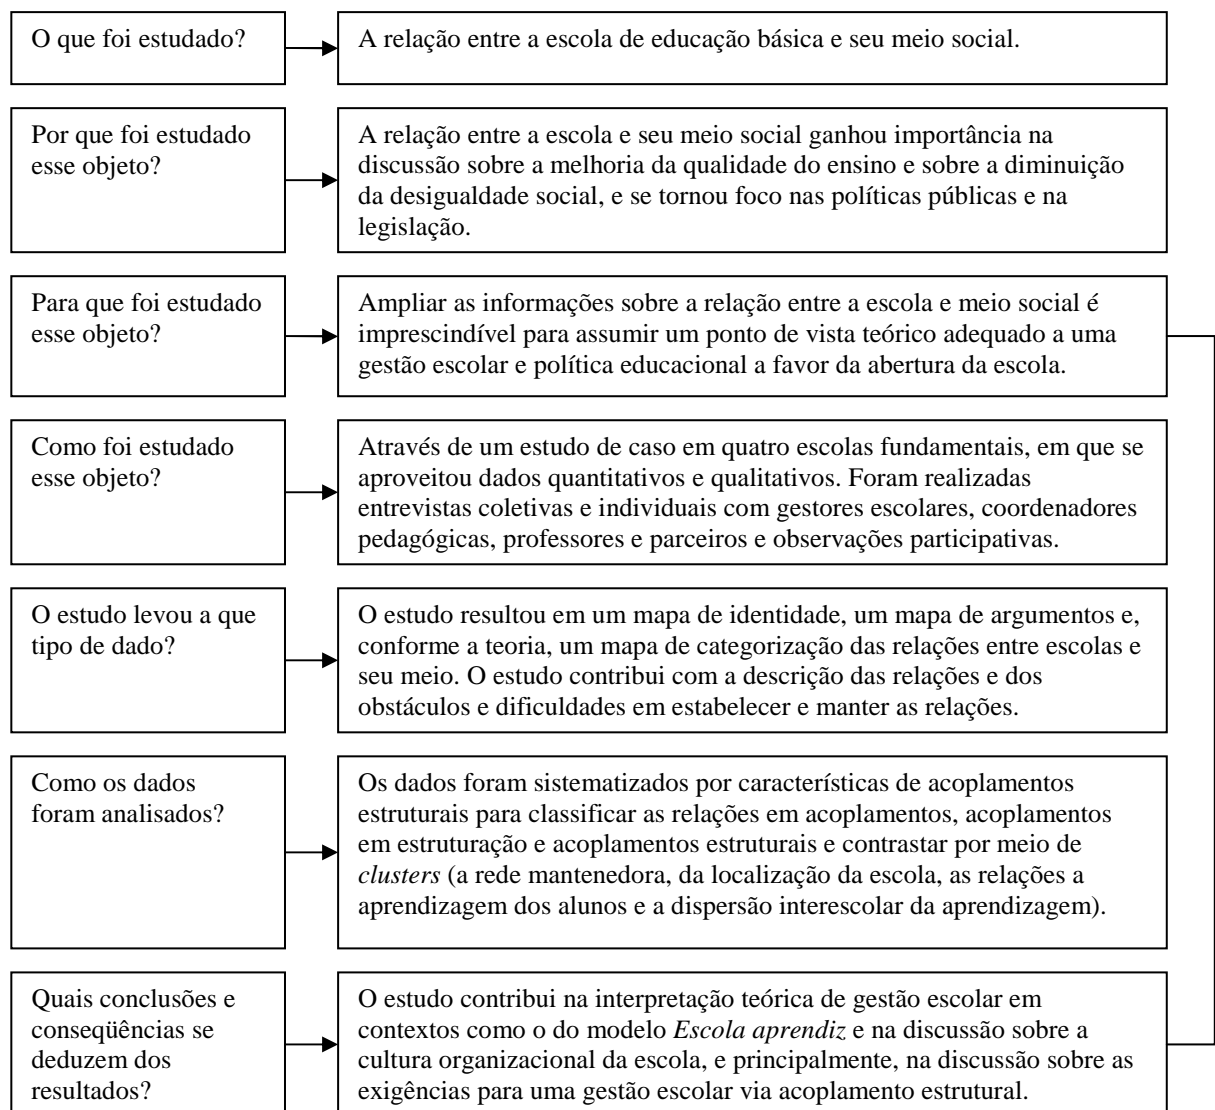 O que foi estudado?
A relação entre a escola de educação básica e seu meio social.
Por que foi estudado
esse objeto?
A relação entre a escola e seu meio social ganhou importância na
discussão sobre a melhoria da qualidade do ensino e sobre a diminuição
da desigualdade social, e se tornou foco nas políticas públicas e na
legislação.
Para que foi estudado
esse objeto?
Ampliar as informações sobre a relação entre a escola e meio social é
imprescindível para assumir um ponto de vista teórico adequado a uma
gestão escolar e política educacional a favor da abertura da escola.
Como foi estudado
esse objeto?
Através de um estudo de caso em quatro escolas fundamentais, em que se
aproveitou dados quantitativos e qualitativos. Foram realizadas
entrevistas coletivas e individuais com gestores escolares, coordenadores
pedagógicas, professores e parceiros e observações participativas.
O estudo levou a que
tipo de dado?
O estudo resultou em um mapa de identidade, um mapa de argumentos e,
conforme a teoria, um mapa de categorização das relações entre escolas e
seu meio. O estudo contribui com a descrição das relações e dos
obstáculos e dificuldades em estabelecer e manter as relações.
Como os dados
foram analisados?
Os dados foram sistematizados por características de acoplamentos
estruturais para classificar as relações em acoplamentos, acoplamentos
em estruturação e acoplamentos estruturais e contrastar por meio de
clusters (a rede mantenedora, da localização da escola, as relações a
aprendizagem dos alunos e a dispersão interescolar da aprendizagem).
Quais conclusões e
conseqüências se
deduzem dos
resultados?
O estudo contribui na interpretação teórica de gestão escolar em
contextos como o do modelo Escola aprendiz e na discussão sobre a
cultura organizacional da escola, e principalmente, na discussão sobre as
exigências para uma gestão escolar via acoplamento estrutural.